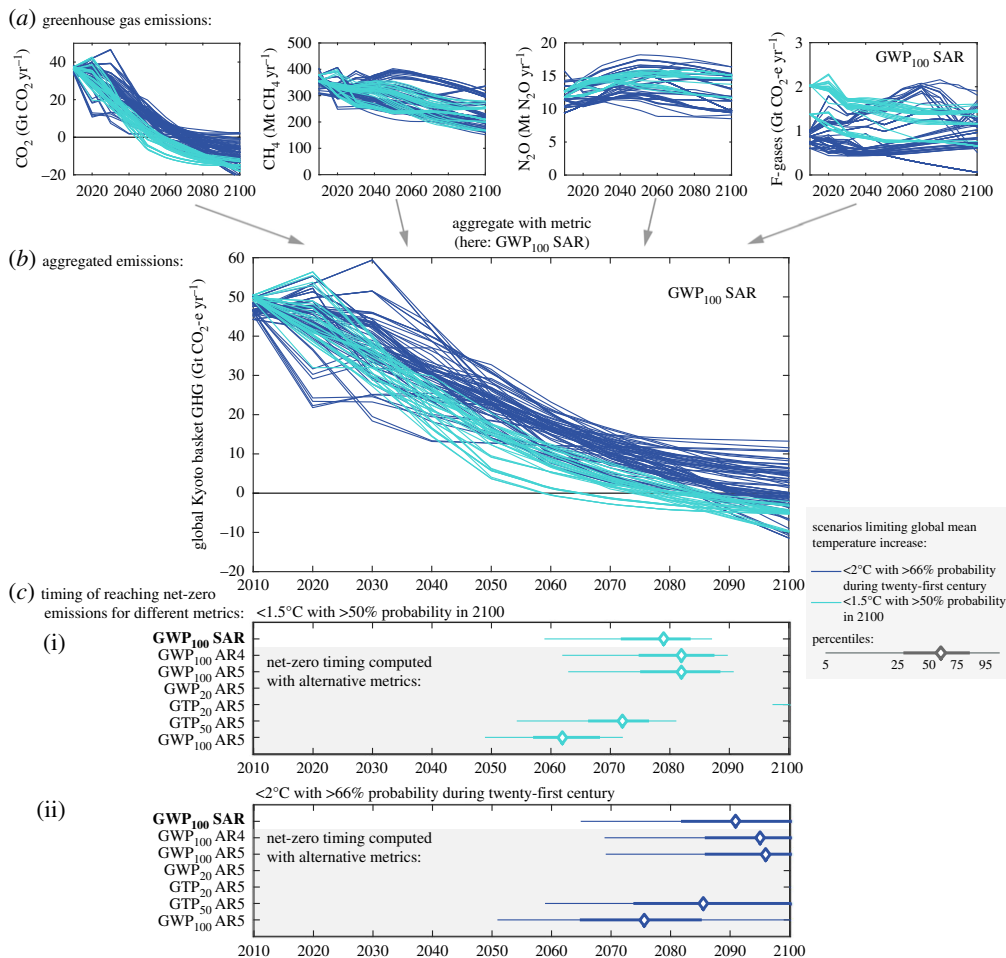 (a) greenhouse gas emissions:
CO2 (Gt CO2 yr–1)
40
20
0
–20
2020 2040 2060 2080 2100
CH4 (Mt CH4 yr–1)
500
400
300
200
100
0
2020 2040 2060 2080 2100
N2O (Mt N2O yr–1)
20
15
10
5
0
2020 2040 2060 2080 2100
F-gases (Gt CO2-e yr–1)
GWP100 SAR
3
2
1
0
2020 2040 2060 2080 2100
aggregate with metric
(here: GWP100 SAR)
(b) aggregated emissions:
global Kyoto basket GHG (Gt CO2-e yr–1)
GWP100 SAR
60
50
40
30
20
10
0
–10
–20
2010 2020 2030 2040 2050 2060 2070 2080 2090 2100
scenarios limiting global mean
temperature increase:
<2°C with >66% probability
during twenty-first century
<1.5°C with >50% probability
in 2100
percentiles:
5 25 50 75 95
(c) timing of reaching net-zero
emissions for different metrics: <1.5°C with >50% probability in 2100
(i)
GWP100 SAR
GWP100 AR4
GWP100 AR5
GWP20 AR5
GTP20 AR5
GTP50 AR5
GWP100 AR5
net-zero timing computed
with alternative metrics:
2010 2020 2030 2040 2050 2060 2070 2080 2090 2100
<2°C with >66% probability during twenty-first century
(ii)
GWP100 SAR
GWP100 AR4
GWP100 AR5
GWP20 AR5
GTP20 AR5
GTP50 AR5
GWP100 AR5
net-zero timing computed
with alternative metrics:
2010 2020 2030 2040 2050 2060 2070 2080 2090 2100